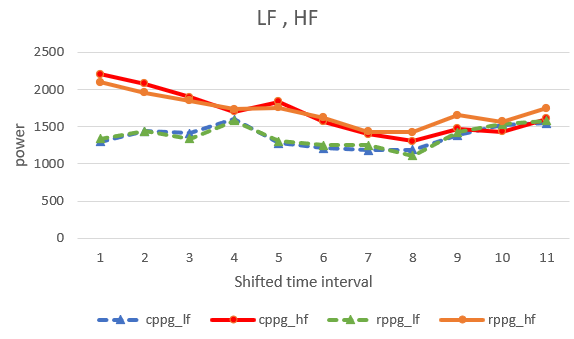 LF , HF
2500
2000
1500
1000
500
0
power
1 2 3 4 5 6 7 8 9 10 11
Shifted time interval
cppg_lf cppg_hf rppg_lf rppg_hf